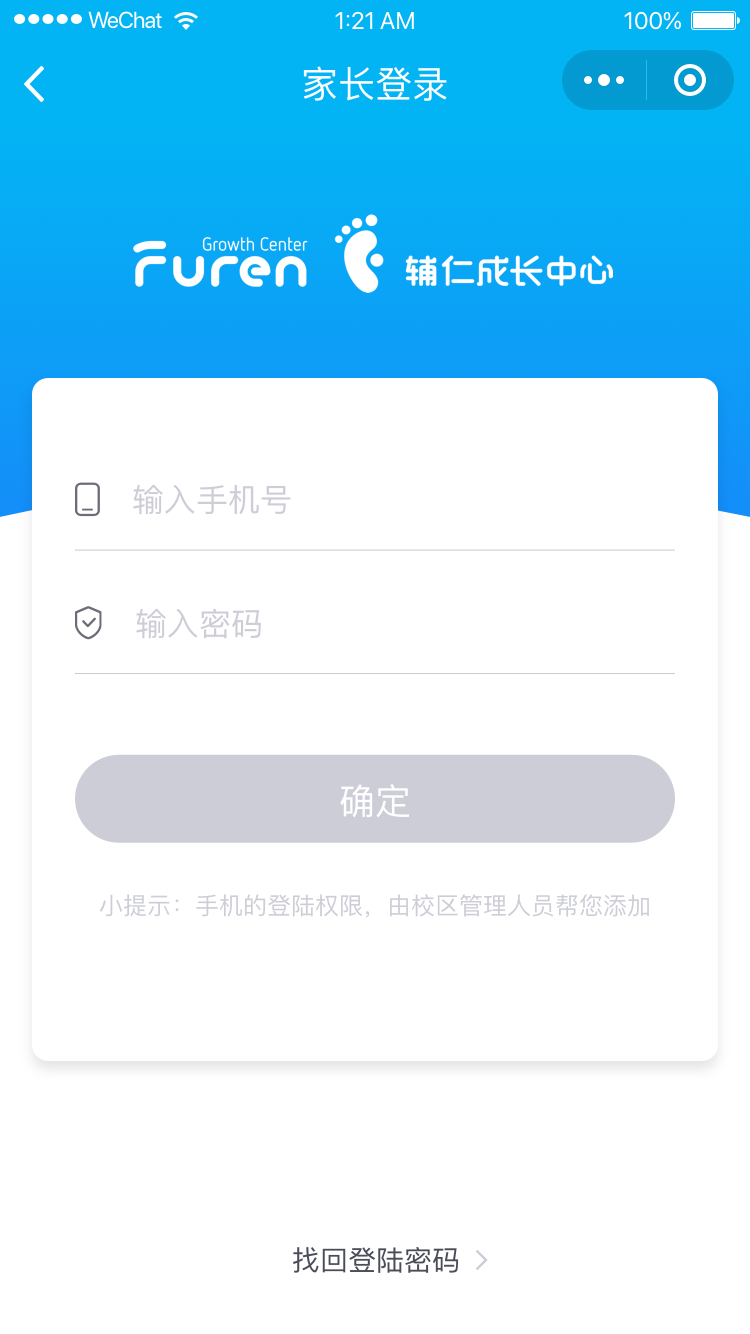 WeChat 1:21 AM 100%
家长登录
Growth Center
Furen 辅仁成长中心
输入手机号
输入密码
确定
小提示：手机的登陆权限，由校区管理人员帮您添加
找回登陆密码